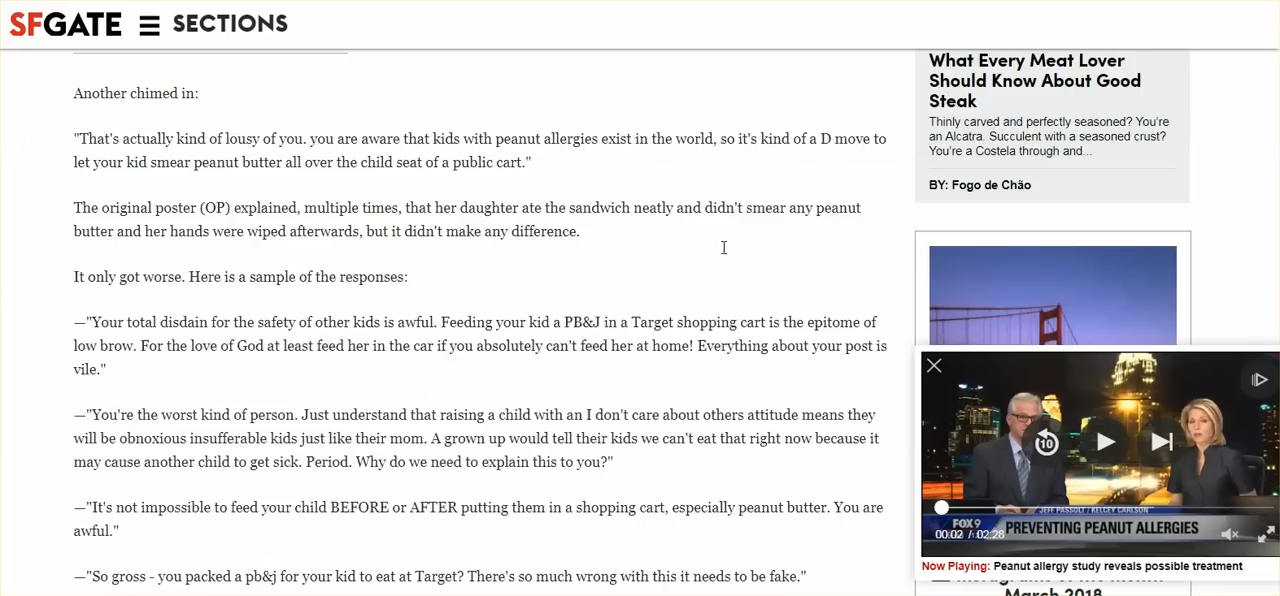 SFGATE SECTIONS
Another chimed in:
"That's actually kind of lousy of you. you are aware that kids with peanut allergies exist in the world, so it's kind of a D move to
let your kid smear peanut butter all over the child seat of a public cart."
The original poster (OP) explained, multiple times, that her daughter ate the sandwich neatly and didn't smear any peanut
butter and her hands were wiped afterwards, but it didn't make any difference.
It only got worse. Here is a sample of the responses:
—"Your total disdain for the safety of other kids is awful. Feeding your kid a PB&J in a Target shopping cart is the epitome of
low brow. For the love of God at least feed her in the car if you absolutely can't feed her at home! Everything about your post is
vile."
—"You're the worst kind of person. Just understand that raising a child with an I don't care about others attitude means they
will be obnoxious insufferable kids just like their mom. A grown up would tell their kids we can't eat that right now because it
may cause another child to get sick. Period. Why do we need to explain this to you?"
—"It's not impossible to feed your child BEFORE or AFTER putting them in a shopping cart, especially peanut butter. You are
awful."
—"So gross - you packed a pb&j for your kid to eat at Target? There's so much wrong with this it needs to be fake."
What Every Meat Lover
Should Know About Good
Steak
Thinly carved and perfectly seasoned? You're
an Alcatra. Succulent with a seasoned crust?
You're a Costela through and...
BY: Fogo de Chão
10
JEFF PASSOLT / KELCEY CARLSON
FOX9 PREVENTING PEANUT ALLERGIES
00:02 / 02:28
Now Playing: Peanut allergy study reveals possible treatment
March 2018